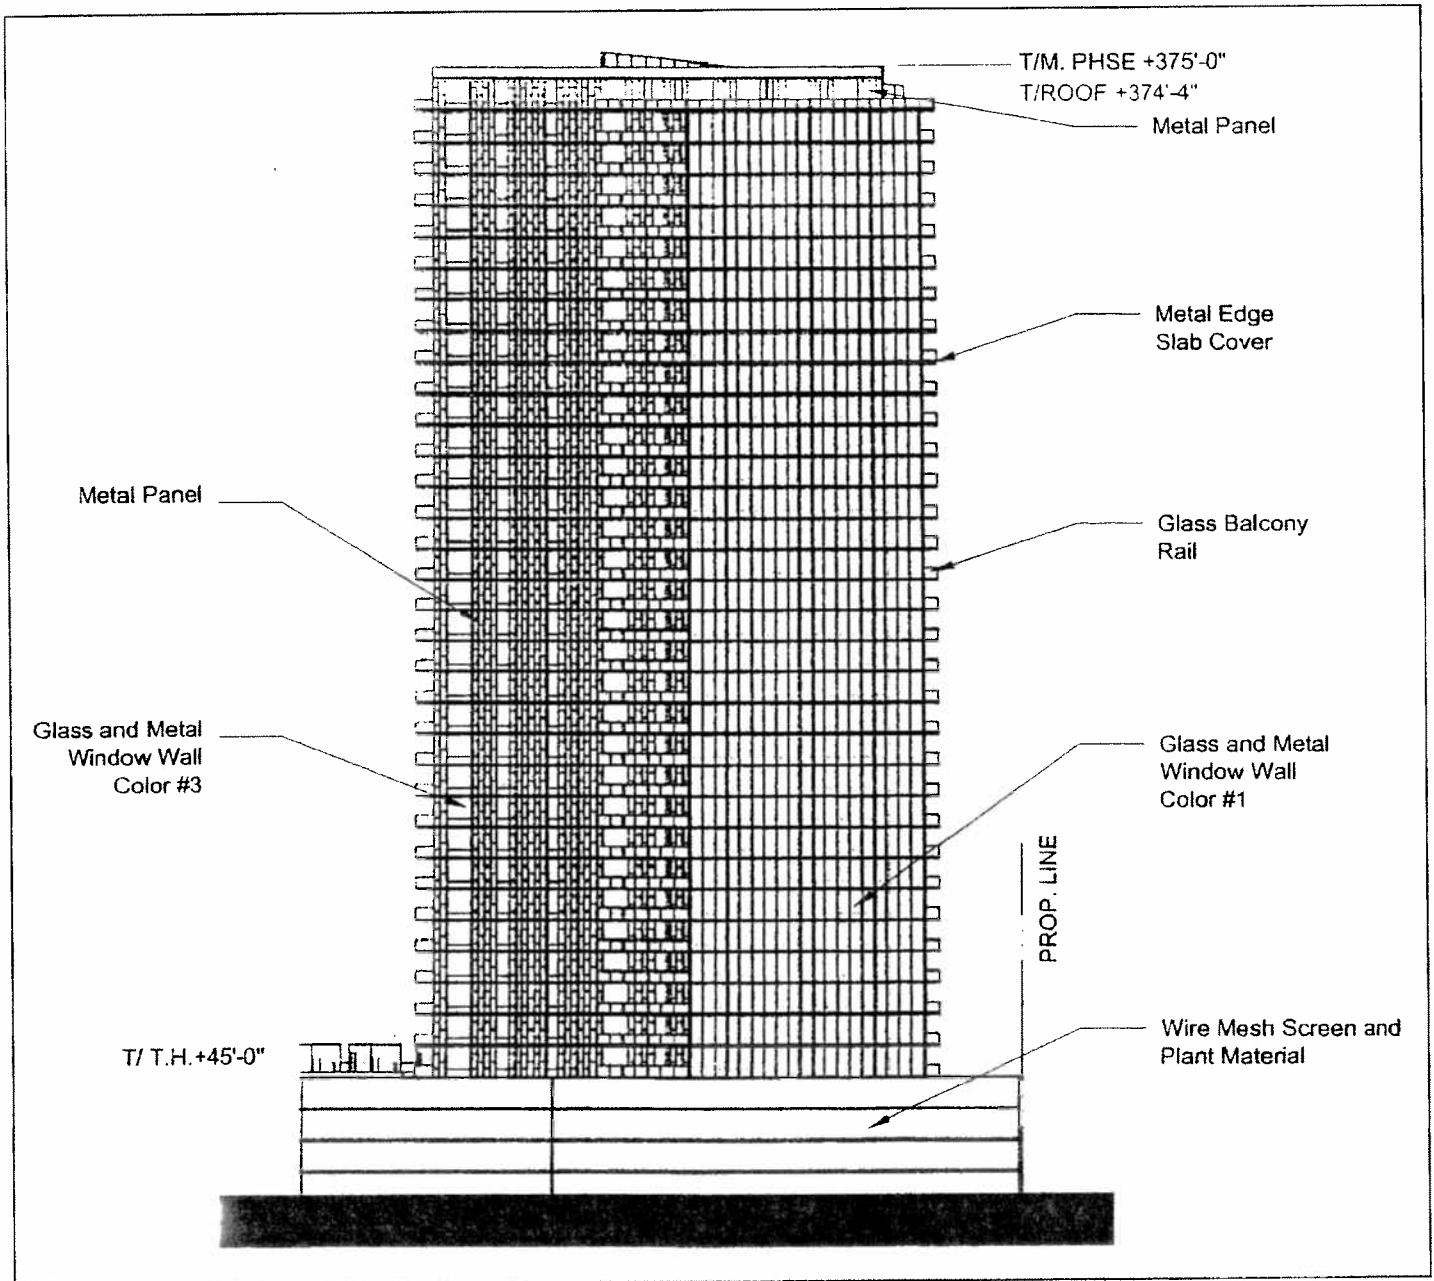 T/M. PHSE +375'-0"
T/ROOF +374'-4"
Metal Panel
Metal Edge
Slab Cover
Metal Panel
Glass Balcony
Rail
Glass and Metal
Window Wall
Color #3
Glass and Metal
Window Wall
Color #1
PROP. LINE
T/ T.H.+45'-0"
Wire Mesh Screen and
Plant Material